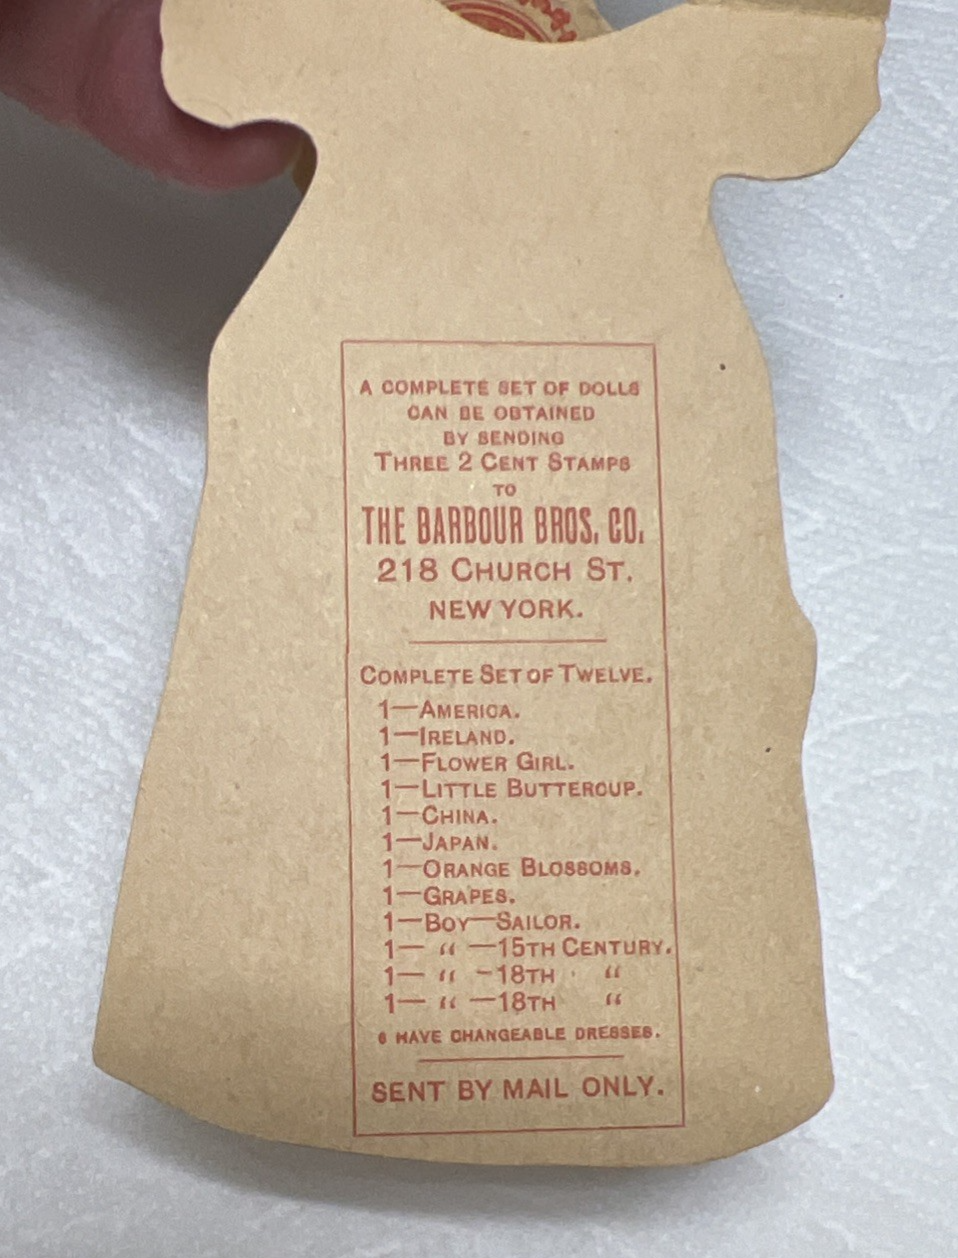 A COMPLETE SET OF DOLLS
CAN BE OBTAINED
BY SENDING
THREE 2 CENT STAMPS
TO
THE BARBOUR BROS. CO.
218 CHURCH ST.
NEW YORK.
COMPLETE SET OF TWELVE.
1—AMERICA.
1—IRELAND.
1—FLOWER GIRL.
1—LITTLE BUTTERCUP.
1—CHINA.
1—JAPAN.
1—ORANGE BLOSSOMS.
1—GRAPES.
1—BOY—SAILOR.
1— “ —15TH CENTURY.
1— “ —18TH “
1— “ —18TH “
6 HAVE CHANGEABLE DRESSES.
SENT BY MAIL ONLY.